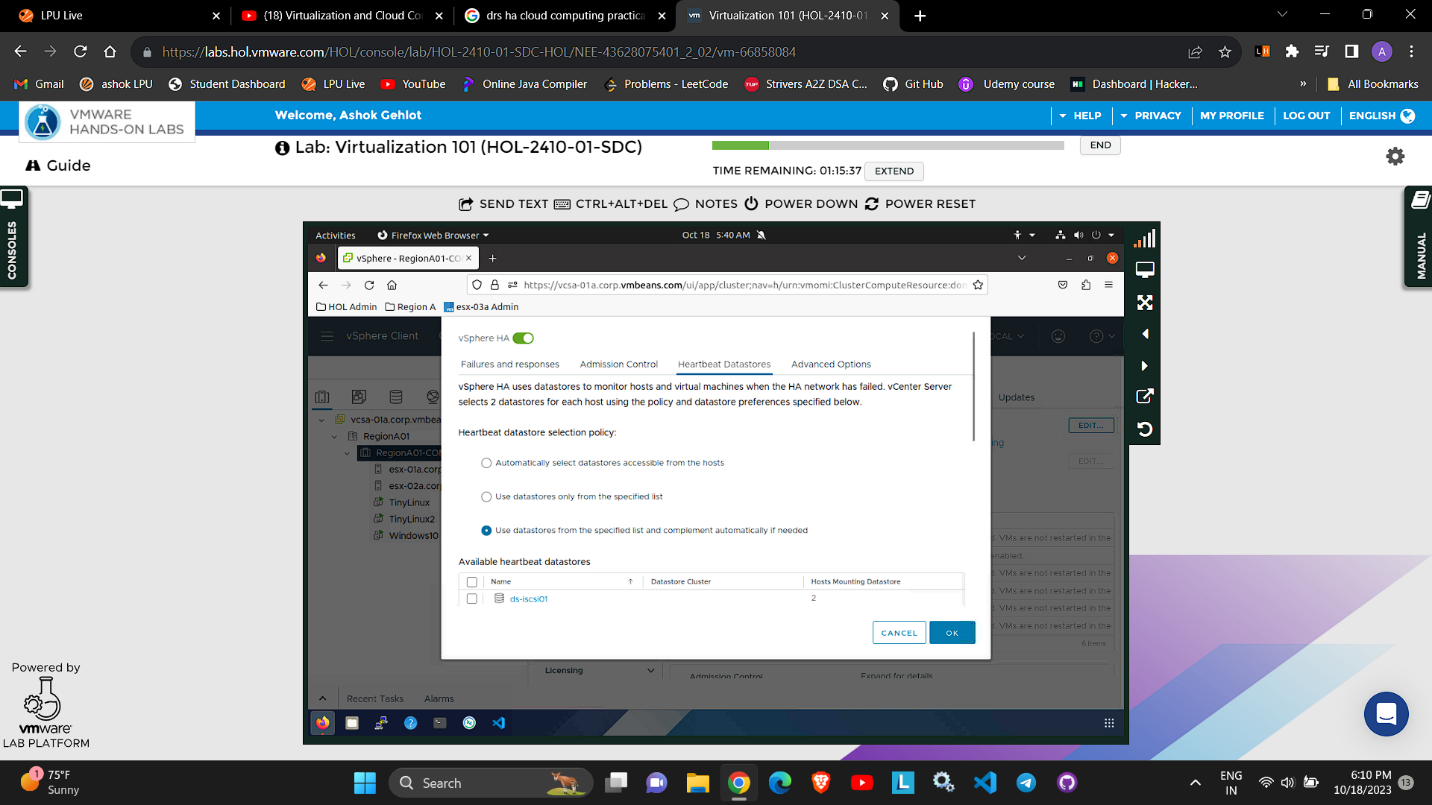 LPU Live
(18) Virtualization and Cloud Co
drs ha cloud computing practica
vm
Virtualization 101 (HOL-2410-01
https://labs.hol.vmware.com/HOL/console/lab/HOL-2410-01-SDC-HOL/NEE-43628075401_2_02/vm-66858084
A
Gmail
ashok LPU
Student Dashboard
LPU Live
YouTube
Online Java Compiler
Problems - LeetCode
Strivers A2Z DSA C...
Git Hub
Udemy course
Dashboard | Hacker...
»
All Bookmarks
VMWARE
HANDS-ON LABS
Welcome, Ashok Gehlot
HELP
PRIVACY
MY PROFILE
LOG OUT
ENGLISH
Guide
Lab: Virtualization 101 (HOL-2410-01-SDC)
END
TIME REMAINING: 01:15:37
EXTEND
SEND TEXT
CTRL+ALT+DEL
NOTES
POWER DOWN
POWER RESET
CONSOLES
MANUAL
Activities
Firefox Web Browser
Oct 18 5:40 AM
vSphere - RegionA01-CO
https://vcsa-01a.corp.vmbeans.com/ui/app/cluster;nav=h/urn:vmomi:ClusterComputeResource:dom
HOL Admin
Region A
esx-03a Admin
vSphere Client
OCAL
vSphere HA
Failures and responses
Admission Control
Heartbeat Datastores
Advanced Options
vSphere HA uses datastores to monitor hosts and virtual machines when the HA network has failed. vCenter Server
selects 2 datastores for each host using the policy and datastore preferences specified below.
Heartbeat datastore selection policy:
Automatically select datastores accessible from the hosts
Use datastores only from the specified list
Use datastores from the specified list and complement automatically if needed
Available heartbeat datastores
Name
Datastore Cluster
Hosts Mounting Datastore
ds-iscsi01
2
CANCEL
OK
vcsa-01a.corp.vmbea
RegionA01
RegionA01-CO
esx-01a.corp
esx-02a.corp
TinyLinux
TinyLinux2
Windows10
Updates
EDIT...
EDIT...
d. VMs are not restarted in the
enabled.
d. VMs are not restarted in the
d. VMs are not restarted in the
d. VMs are not restarted in the
d. VMs are not restarted in the
6 items
Licensing
Admission Control
Expand for details
Recent Tasks
Alarms
Powered by
vmware
LAB PLATFORM
1
75°F
Sunny
Search
ENG
IN
6:10 PM
10/18/2023
13